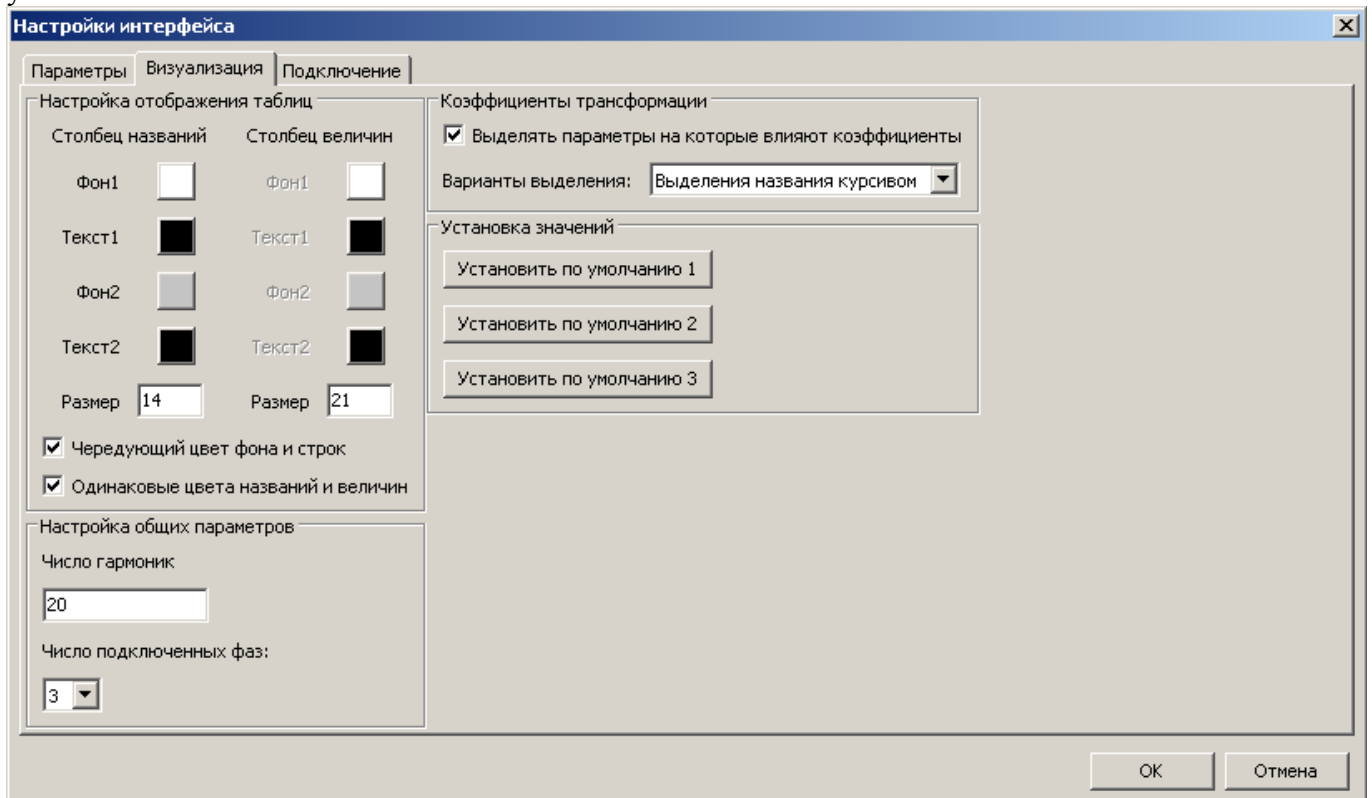 Настройки интерфейса
Параметры Визуализация Подключение
Настройка отображения таблиц
Столбец названий Столбец величин
Фон1 Фон1
Текст1 Текст1
Фон2 Фон2
Текст2 Текст2
Размер 14 Размер 21
Чередующий цвет фона и строк
Одинаковые цвета названий и величин
Настройка общих параметров
Число гармоник
20
Число подключенных фаз:
3
Коэффициенты трансформации
Выделять параметры на которые влияют коэффициенты
Варианты выделения: Выделения названия курсивом
Установка значений
Установить по умолчанию 1
Установить по умолчанию 2
Установить по умолчанию 3
OK Отмена